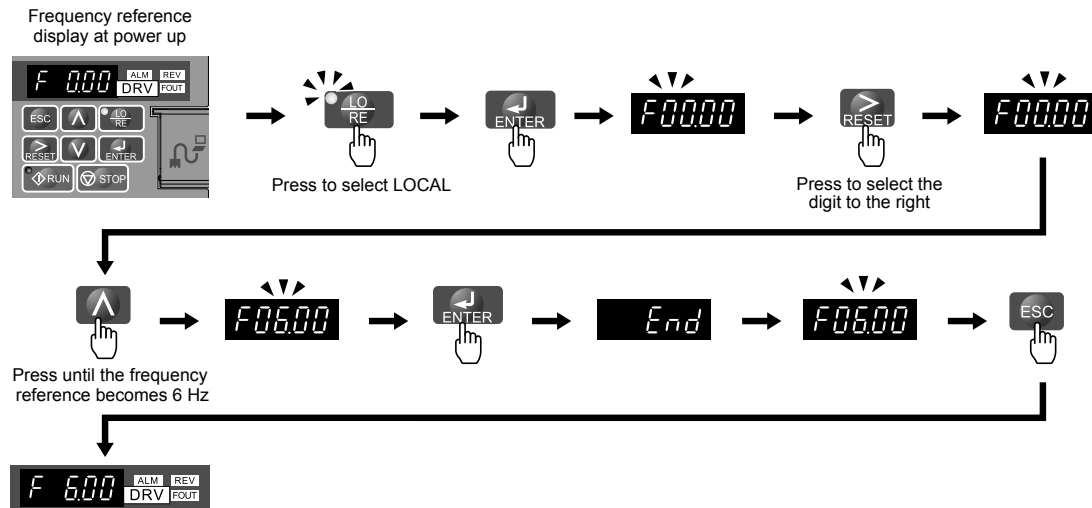 Frequency reference
display at power up
F 0.00
ALM REV
DRV FOUT
ESC
LO
RE
RESET
ENTER
RUN
STOP
LO
RE
Press to select LOCAL
ENTER
F00.00
RESET
Press to select the
digit to the right
F00.00
Press until the frequency
reference becomes 6 Hz
F06.00
ENTER
End
F06.00
ESC
F 6.00
ALM REV
DRV FOUT